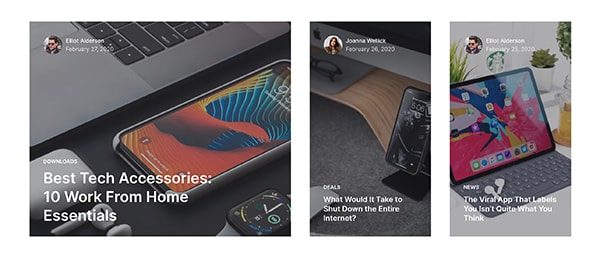 Elliot Alderson
February 27, 2020
DOWNLOADS
Best Tech Accessories:
10 Work From Home
Essentials
Joanna Wellick
February 26, 2020
DEALS
What Would It Take to
Shut Down the Entire
Internet?
Elliot Alderson
February 25, 2020
NEWS
The Viral App That Labels
You Isn't Quite What You
Think